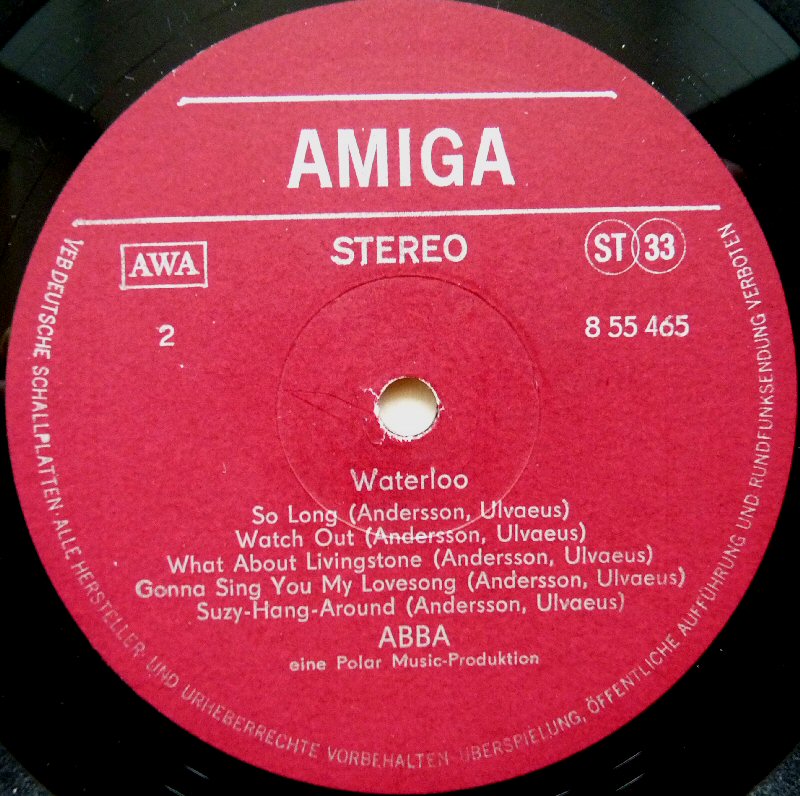 AMIGA
AWA
STEREO
ST 33
2
8 55 465
Waterloo
So Long (Andersson, Ulvaeus)
Watch Out (Andersson, Ulvaeus)
What About Livingstone (Andersson, Ulvaeus)
Gonna Sing You My Lovesong (Andersson, Ulvaeus)
Suzy-Hang-Around (Andersson, Ulvaeus)
ABBA
eine Polar Music-Produktion
VEB DEUTSCHE SCHALLPLATTEN · ALLE HERSTELLER- UND URHEBERRECHTE VORBEHALTEN · ÜBERSPIELUNG, ÖFFENTLICHE AUFFÜHRUNG UND RUNDFUNKSENDUNG VERBOTEN